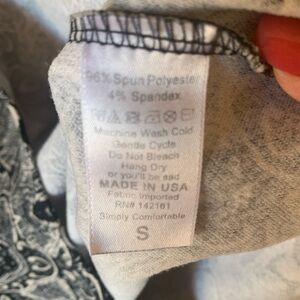 96% Spun Polyester
4% Spandex
Machine Wash Cold
Gentle Cycle
Do Not Bleach
Hang Dry
or you'll be sad
MADE IN USA
Fabric Imported
RN# 142161
Simply Comfortable
S